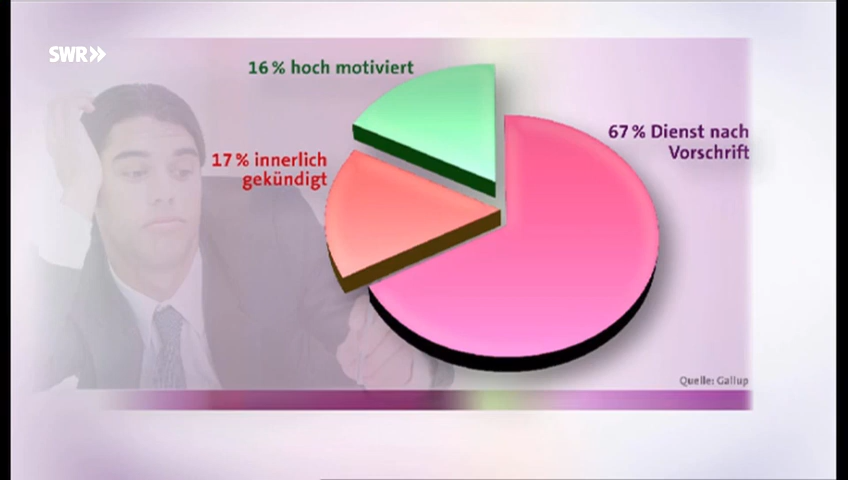 SWR»
16 % hoch motiviert
67 % Dienst nach
Vorschrift
17 % innerlich
gekündigt
Quelle: Gallup